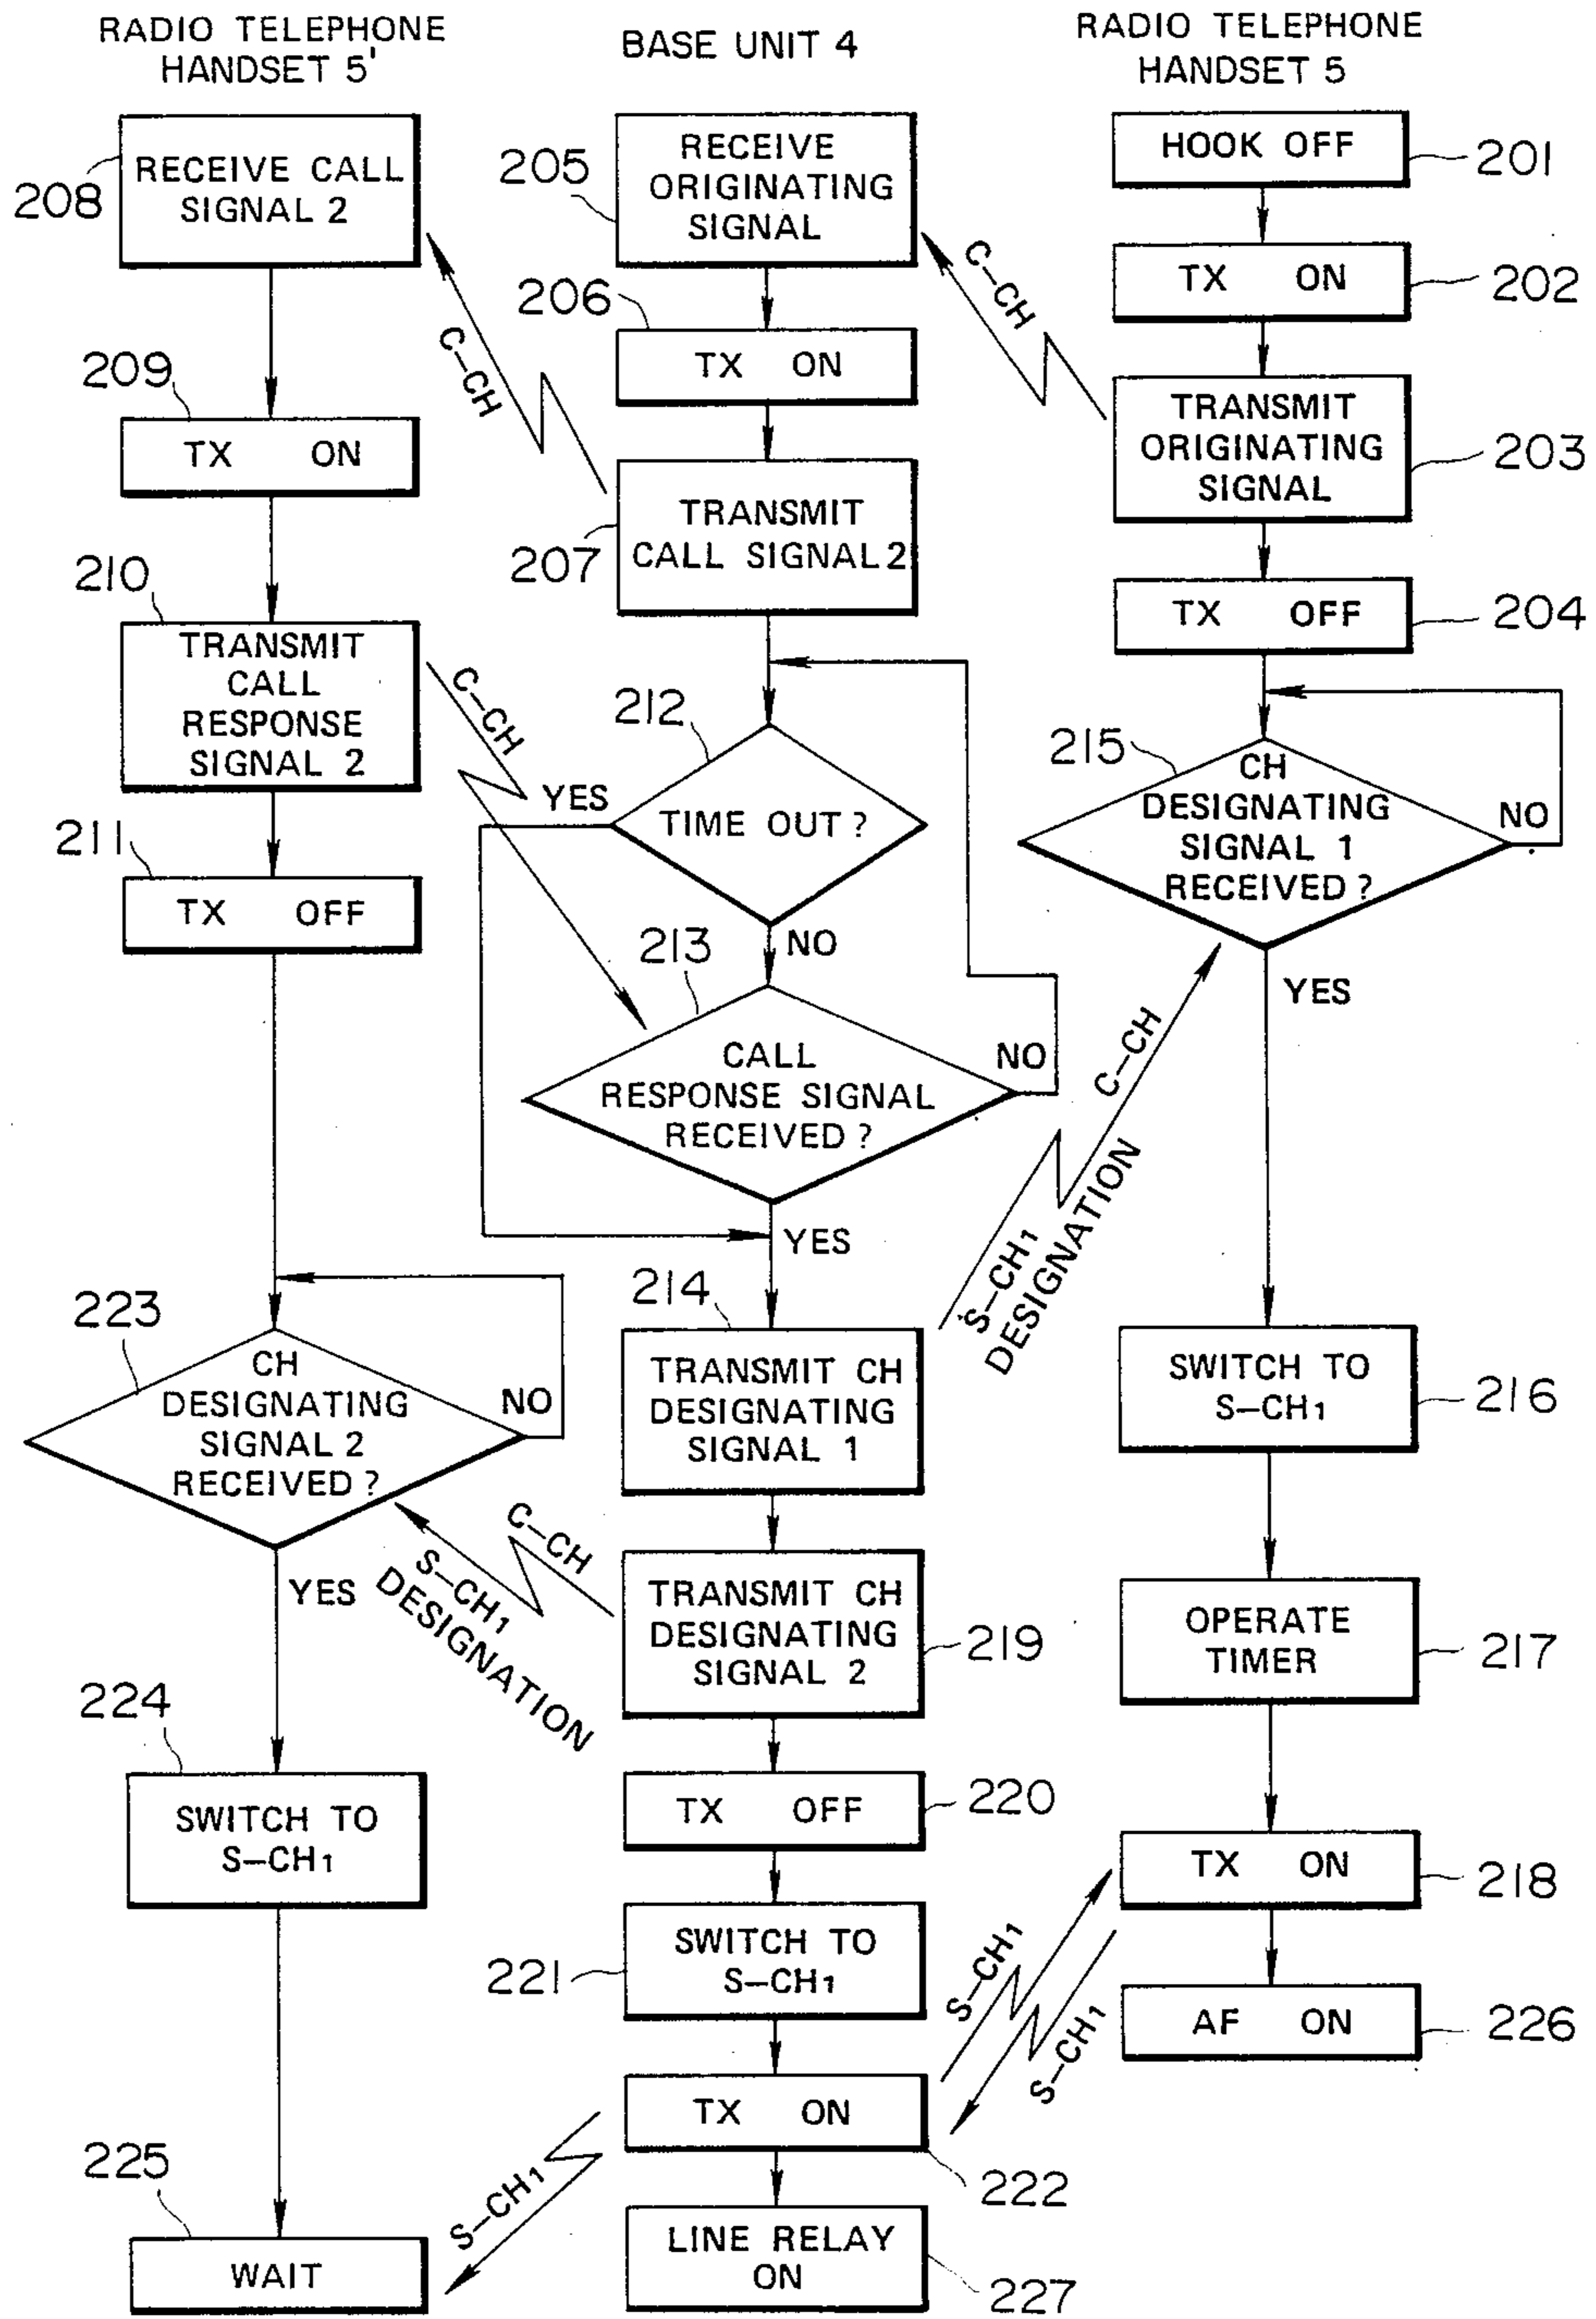 RADIO TELEPHONE
HANDSET 5'
208
RECEIVE CALL
SIGNAL 2
209
TX ON
210
TRANSMIT
CALL
RESPONSE
SIGNAL 2
211
TX OFF
223
CH
DESIGNATING
SIGNAL 2
RECEIVED ?
NO
YES
224
SWITCH TO
S-CH1
225
WAIT
C-CH
C-CH
C-CH
S-CH1
DESIGNATION
S-CH1
BASE UNIT 4
205
RECEIVE
ORIGINATING
SIGNAL
206
TX ON
207
TRANSMIT
CALL SIGNAL 2
212
YES
TIME OUT ?
NO
213
CALL
RESPONSE SIGNAL
RECEIVED ?
NO
YES
214
TRANSMIT CH
DESIGNATING
SIGNAL 1
TRANSMIT CH
DESIGNATING
SIGNAL 2
219
TX OFF
220
221
SWITCH TO
S-CH1
TX ON
222
LINE RELAY
ON
227
C-CH
C-CH
S-CH1
DESIGNATION
S-CH1
S-CH1
RADIO TELEPHONE
HANDSET 5
HOOK OFF
201
TX ON
202
TRANSMIT
ORIGINATING
SIGNAL
203
TX OFF
204
215
CH
DESIGNATING
SIGNAL 1
RECEIVED ?
NO
YES
SWITCH TO
S-CH1
216
OPERATE
TIMER
217
TX ON
218
AF ON
226